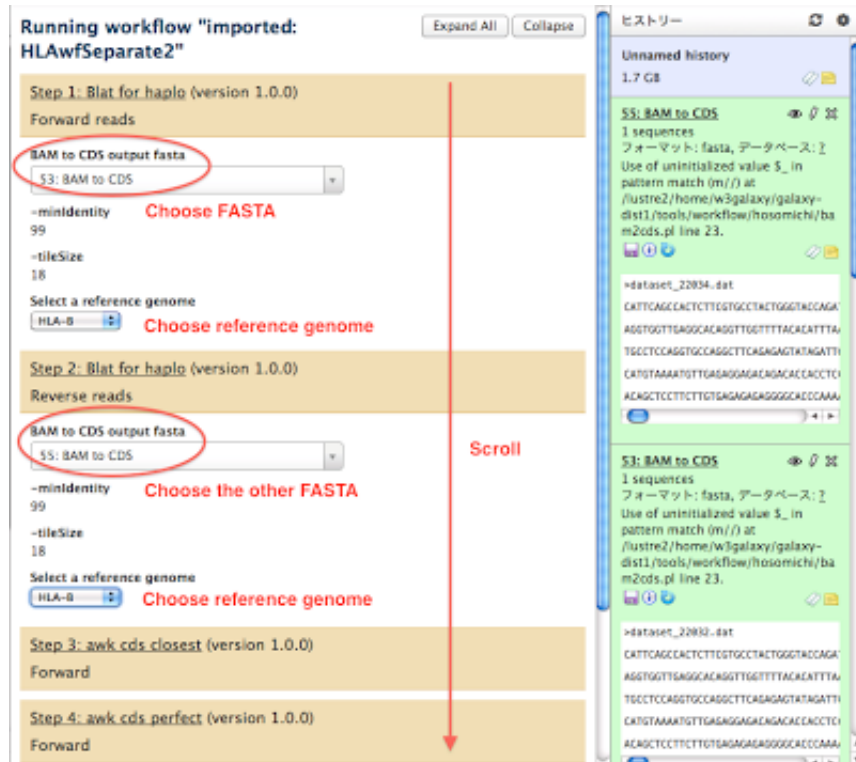 Running workflow "imported:
HLAwfSeparate2"
Expand All
Collapse
Step 1: Blat for haplo (version 1.0.0)
Forward reads
BAM to CDS output fasta
53: BAM to CDS
-minIdentity
Choose FASTA
99
-tileSize
18
Select a reference genome
HLA-B
Choose reference genome
Step 2: Blat for haplo (version 1.0.0)
Reverse reads
BAM to CDS output fasta
55: BAM to CDS
Scroll
-minIdentity
Choose the other FASTA
99
-tileSize
18
Select a reference genome
HLA-B
Choose reference genome
Step 3: awk cds closest (version 1.0.0)
Forward
Step 4: awk cds perfect (version 1.0.0)
Forward
ヒストリー
Unnamed history
1.7 GB
55: BAM to CDS
1 sequences
フォーマット: fasta, データベース: ?
Use of uninitialized value $_ in
pattern match (m//) at
/lustre2/home/w3galaxy/galaxy-
dist1/tools/workflow/hosomichi/ba
m2cds.pl line 23.
>dataset_22034.dat
CATTCAGCCACTCTTCGTGCCTACTGGGTACCAGA
AGGTGGTTGAGGCACAGGTTGGTTTTACACATTTA
TGCCTCCAGGTGCCAGGCTTCAGAGAGTATAGATT
CATGTAAAATGTTGAGAGGAGACAGACACCACCTC
ACAGCTCCTTCTTGTGAGAGAGAGGGGCACCCAAA
53: BAM to CDS
1 sequences
フォーマット: fasta, データベース: ?
Use of uninitialized value $_ in
pattern match (m//) at
/lustre2/home/w3galaxy/galaxy-
dist1/tools/workflow/hosomichi/ba
m2cds.pl line 23.
>dataset_22032.dat
CATTCAGCCACTCTTCGTGCCTACTGGGTACCAGA
AGGTGGTTGAGGCACAGGTTGGTTTTACACATTTA
TGCCTCCAGGTGCCAGGCTTCAGAGAGTATAGATT
CATGTAAAATGTTGAGAGGAGACAGACACCACCTC
ACAGCTCCTTCTTGTGAGAGAGAGGGGCACCCAAA